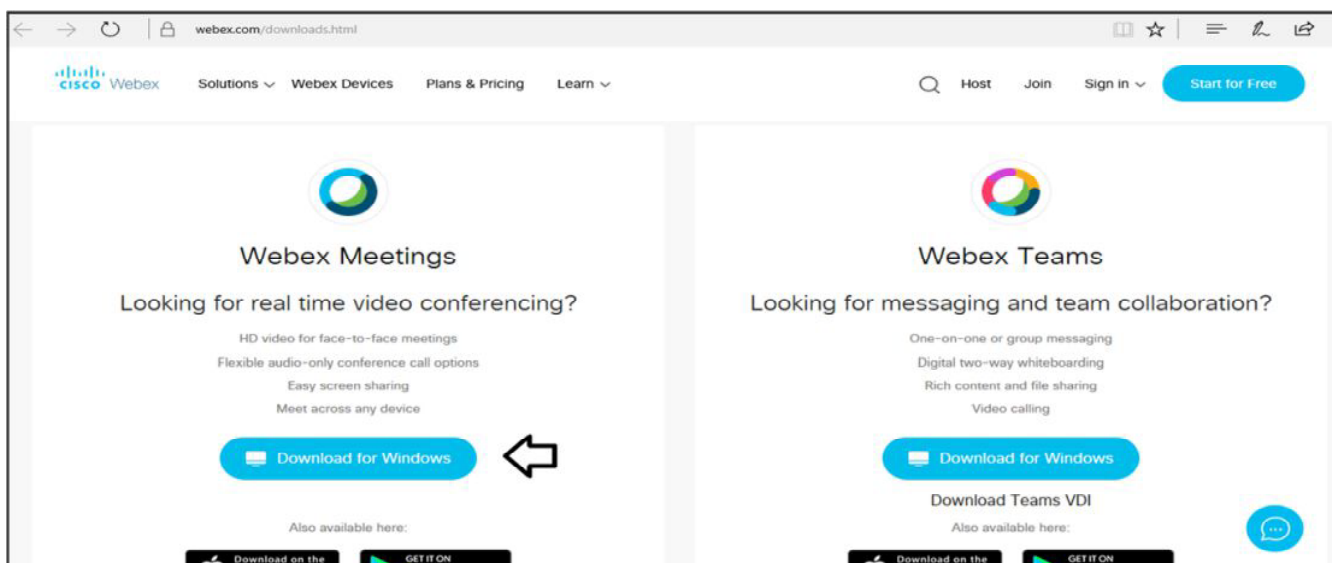 webex.com/downloads.html
CISCO Webex Solutions Webex Devices Plans & Pricing Learn Host Join Sign in Start for Free
Webex Meetings
Looking for real time video conferencing?
HD video for face-to-face meetings
Flexible audio-only conference call options
Easy screen sharing
Meet across any device
Download for Windows
Also available here:
Download on the
GET IT ON
Webex Teams
Looking for messaging and team collaboration?
One-on-one or group messaging
Digital two-way whiteboarding
Rich content and file sharing
Video calling
Download for Windows
Download Teams VDI
Also available here:
Download on the
GET IT ON